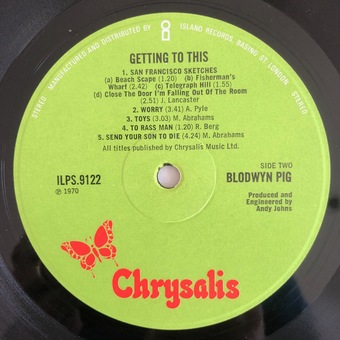 MANUFACTURED AND DISTRIBUTED BY ISLAND RECORDS, BASING ST LONDON
STEREO
STEREO
GETTING TO THIS
1. SAN FRANCISCO SKETCHES
(a) Beach Scape (1.20) (b) Fisherman's
Wharf (2.42) (c) Telegraph Hill (1.55)
(d) Close The Door I'm Falling Out Of The Room
(2.51) J. Lancaster
2. WORRY (3.41) A. Pyle
3. TOYS (3.03) M. Abrahams
4. TO RASS MAN (1.20) R. Berg
5. SEND YOUR SON TO DIE (4.24) M. Abrahams
All titles published by Chrysalis Music Ltd.
SIDE TWO
ILPS.9122
BLODWYN PIG
℗ 1970
Produced and
Engineered by
Andy Johns
Chrysalis